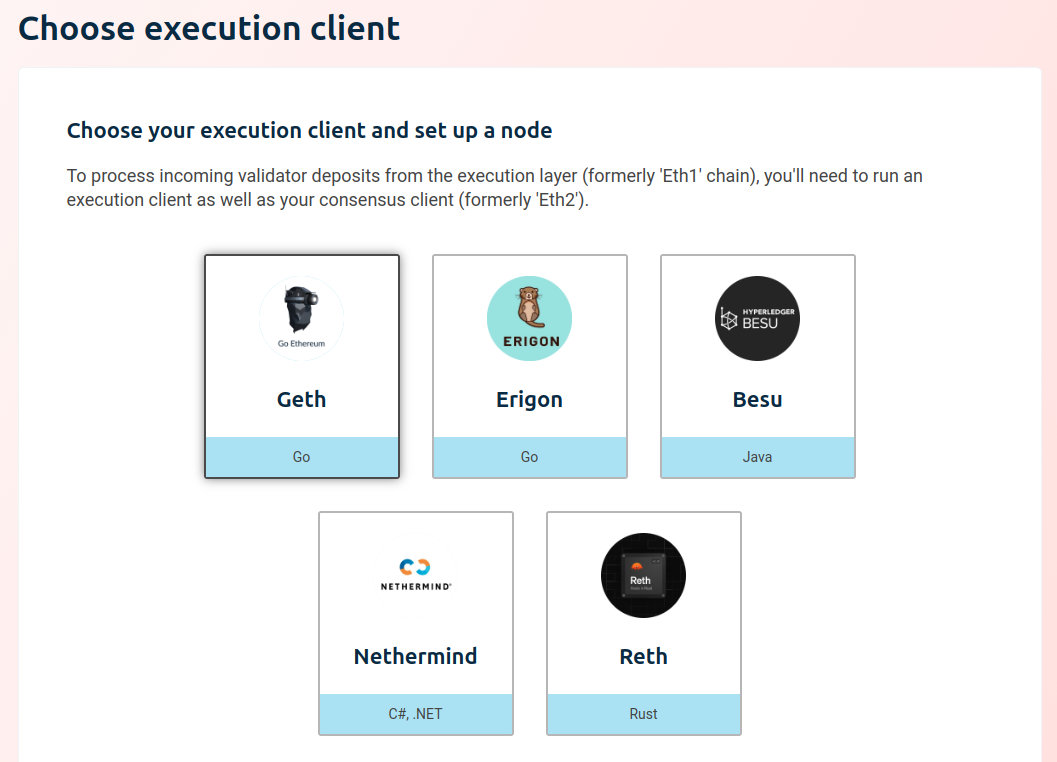 Choose execution client
Choose your execution client and set up a node
To process incoming validator deposits from the execution layer (formerly 'Eth1' chain), you'll need to run an
execution client as well as your consensus client (formerly 'Eth2').
Go Ethereum
Geth
Go
ERIGON
Erigon
Go
HYPERLEDGER
BESU
Besu
Java
NETHERMIND
Nethermind
C#, .NET
Reth
Reth
Rust